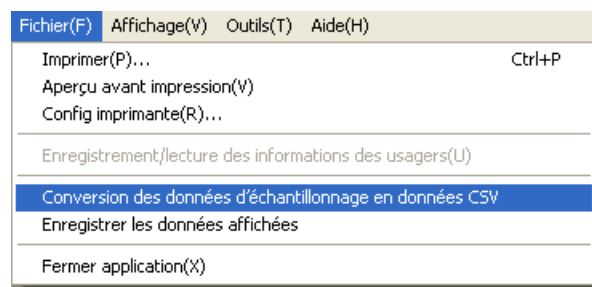 Fichier(F) Affichage(V) Outils(T) Aide(H)
Imprimer(P)... Ctrl+P
Aperçu avant impression(V)
Config imprimante(R)...
Enregistrement/lecture des informations des usagers(U)
Conversion des données d'échantillonnage en données CSV
Enregistrer les données affichées
Fermer application(X)